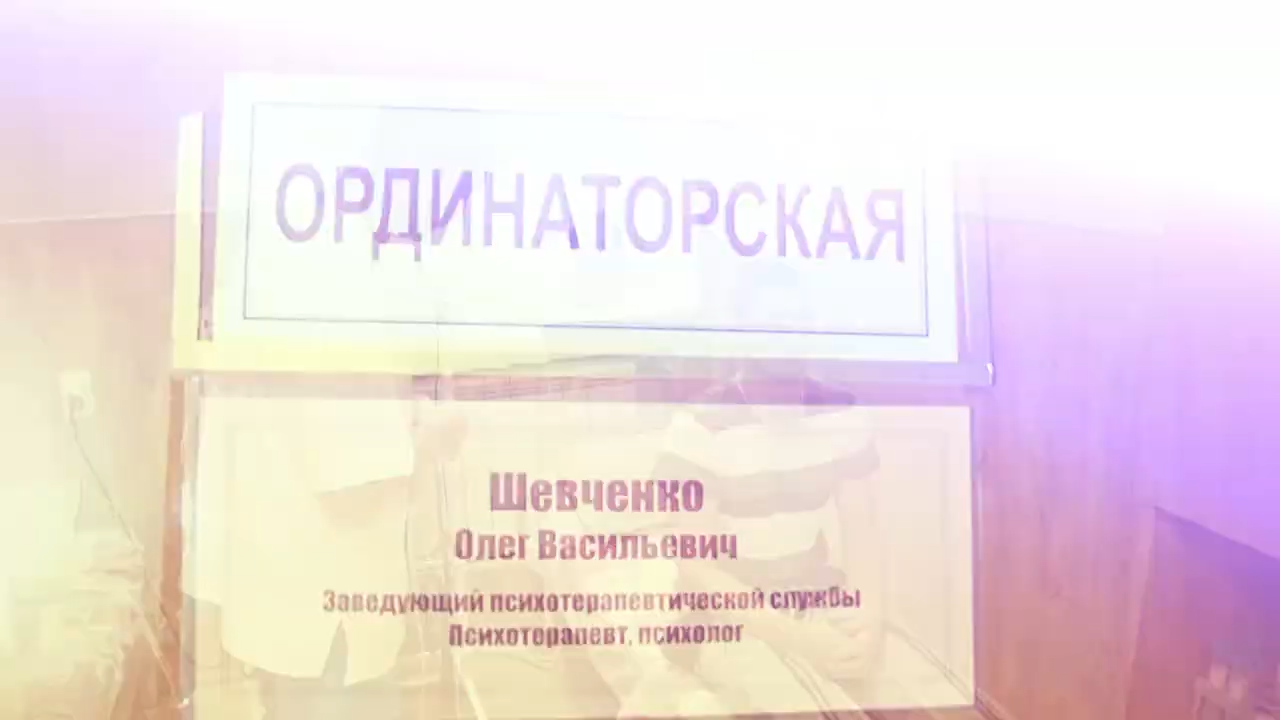 ОРДИНАТОРСКАЯ
Шевченко
Олег Васильевич
Заведующий психотерапевтической службы
Психотерапевт, психолог